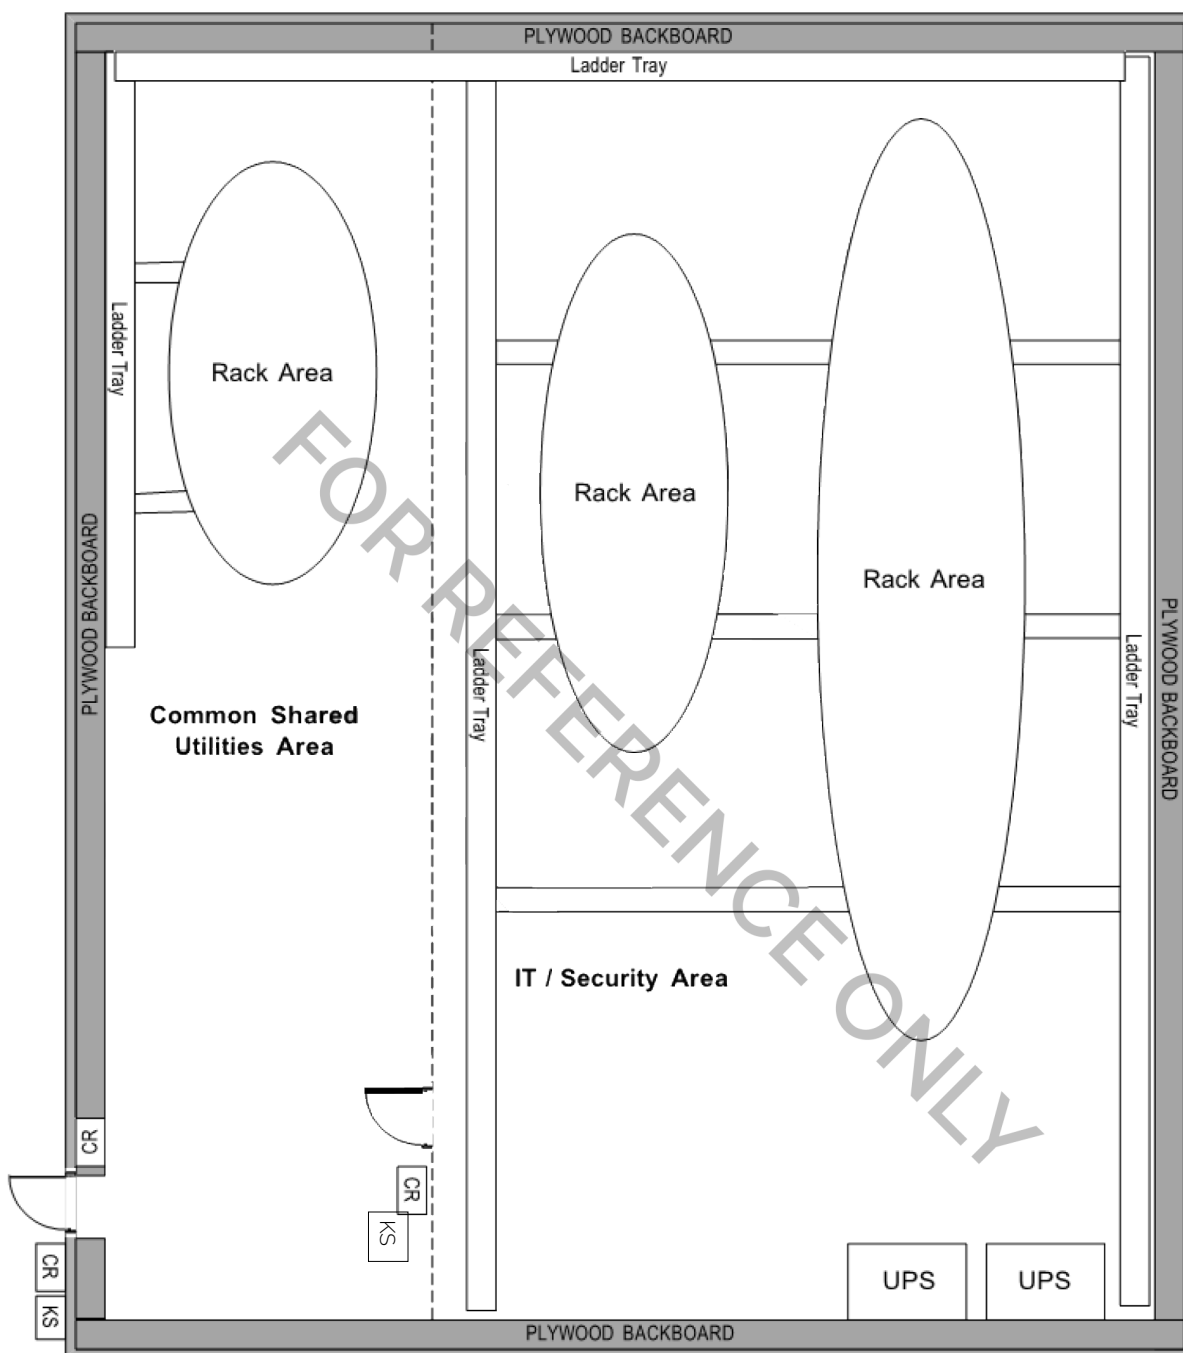 PLYWOOD BACKBOARD
Ladder Tray
Ladder Tray
Rack Area
Rack Area
Rack Area
PLYWOOD BACKBOARD
Ladder Tray
Ladder Tray
PLYWOOD BACKBOARD
Common Shared
Utilities Area
FOR REFERENCE ONLY
IT / Security Area
CR
CR
KS
CR
KS
UPS
UPS
PLYWOOD BACKBOARD